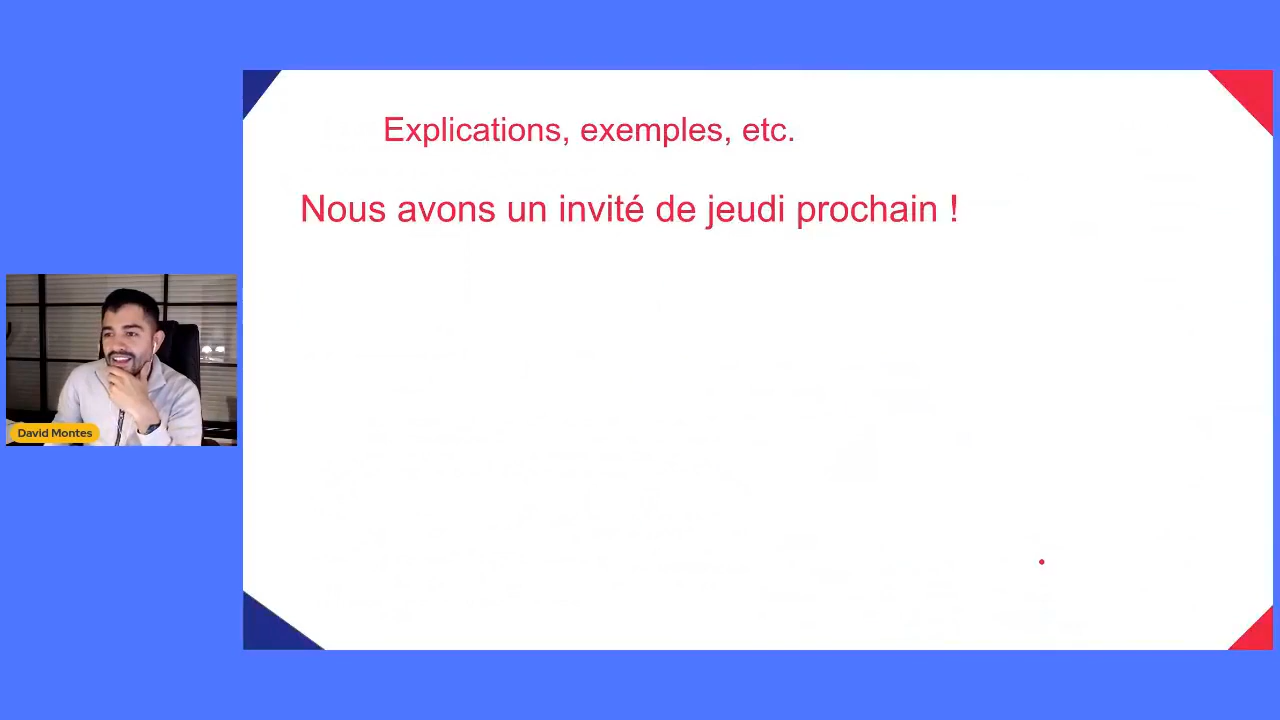 Explications, exemples, etc.
Nous avons un invité de jeudi prochain !
David Montes